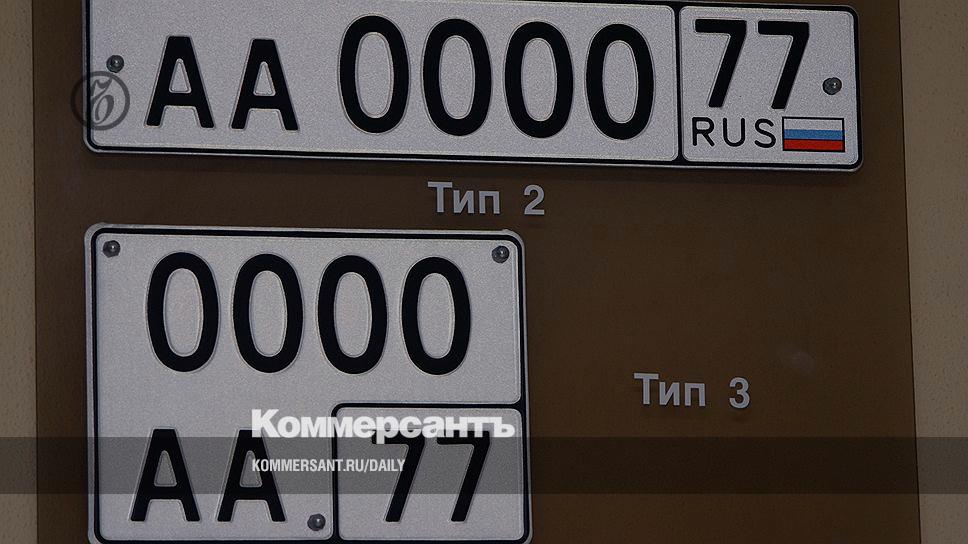 АА 0000 77
RUS
Тип 2
0000
Тип 3
Коммерсантъ
АА 77
KOMMERSANT.RU/DAILY